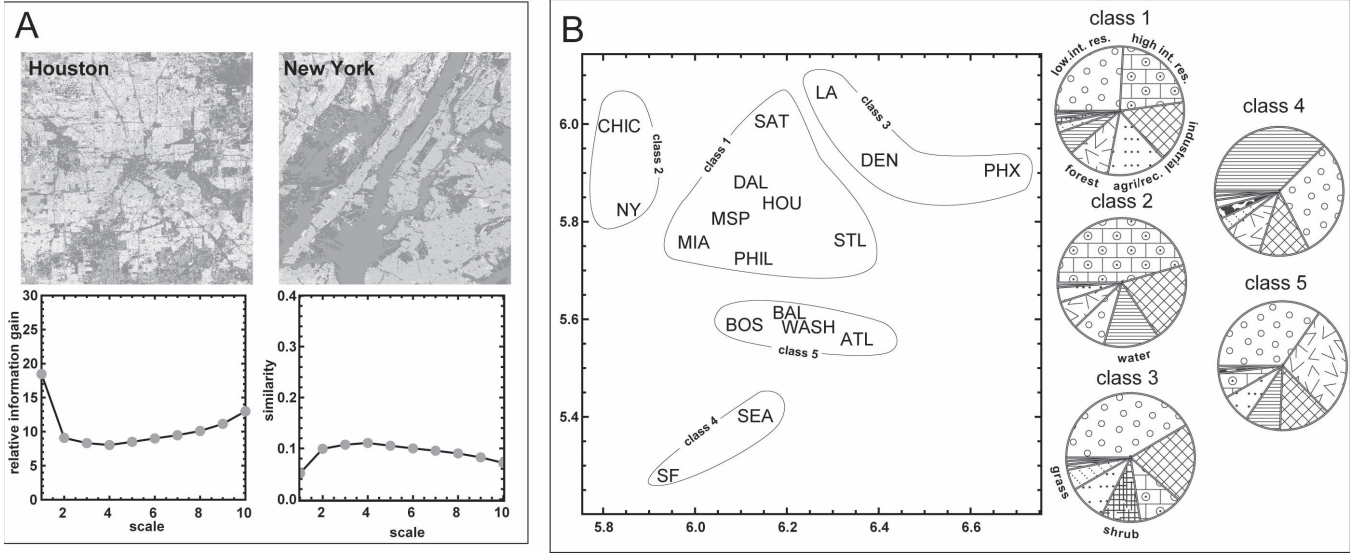 A
Houston
New York
30
25
20
15
10
5
0
relative information gain
2 4 6 8 10
scale
0.4
0.3
0.2
0.1
0.0
similarity
2 4 6 8 10
scale
B
6.0
5.8
5.6
5.4
5.8 6.0 6.2 6.4 6.6
CHIC
NY
class 2
SAT
DAL
HOU
MSP
MIA
STL
PHIL
class 1
LA
DEN
PHX
class 3
BOS
BAL
WASH
ATL
class 5
SEA
SF
class 4
class 1
low.int. res.
high int. res.
industrial
agri/rec.
forest
class 2
water
class 3
grass
shrub
class 4
class 5